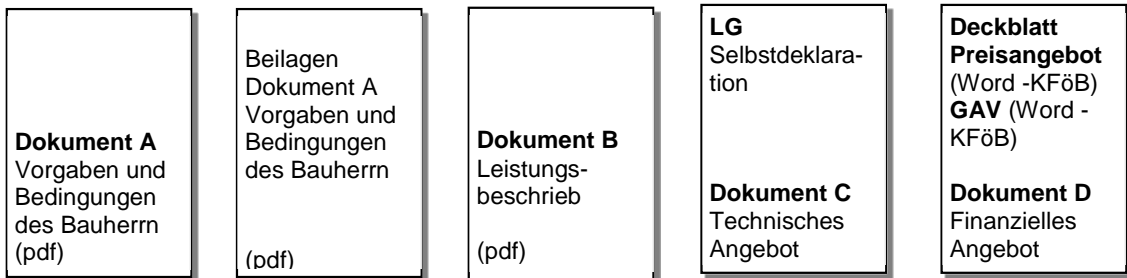 Dokument A
Vorgaben und
Bedingungen
des Bauherrn
(pdf)
Beilagen
Dokument A
Vorgaben und
Bedingungen
des Bauherrn
(pdf)
Dokument B
Leistungs-
beschrieb
(pdf)
LG
Selbstdeklara-
tion
Dokument C
Technisches
Angebot
Deckblatt
Preisangebot
(Word -KFöB)
GAV (Word -
KFöB)
Dokument D
Finanzielles
Angebot